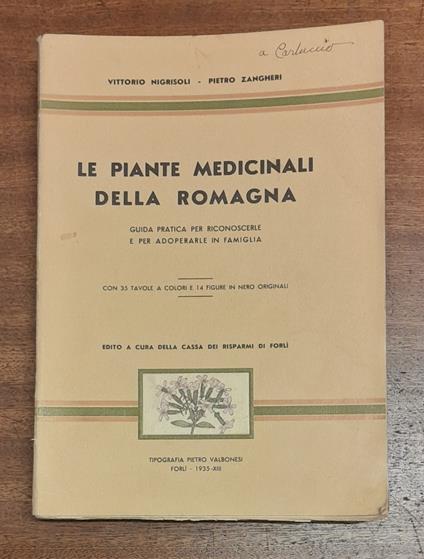 a Carluccio
VITTORIO NIGRISOLI - PIETRO ZANGHERI
LE PIANTE MEDICINALI
DELLA ROMAGNA
GUIDA PRATICA PER RICONOSCERLE
E PER ADOPERARLE IN FAMIGLIA
CON 35 TAVOLE A COLORI E 14 FIGURE IN NERO ORIGINALI
EDITO A CURA DELLA CASSA DEI RISPARMI DI FORLÌ
TIPOGRAFIA PIETRO VALBONESI
FORLÌ - 1935-XIII